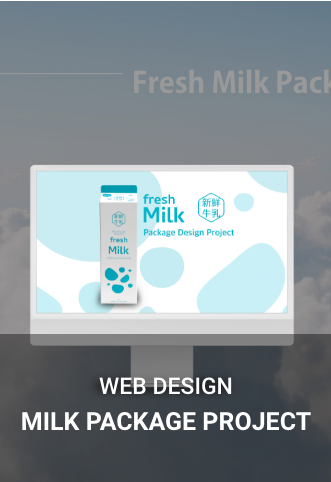 Fresh Milk Pack
fresh
Milk
新鮮
牛乳
Package Design Project
新鮮
牛乳
fresh
Milk
WEB DESIGN
MILK PACKAGE PROJECT